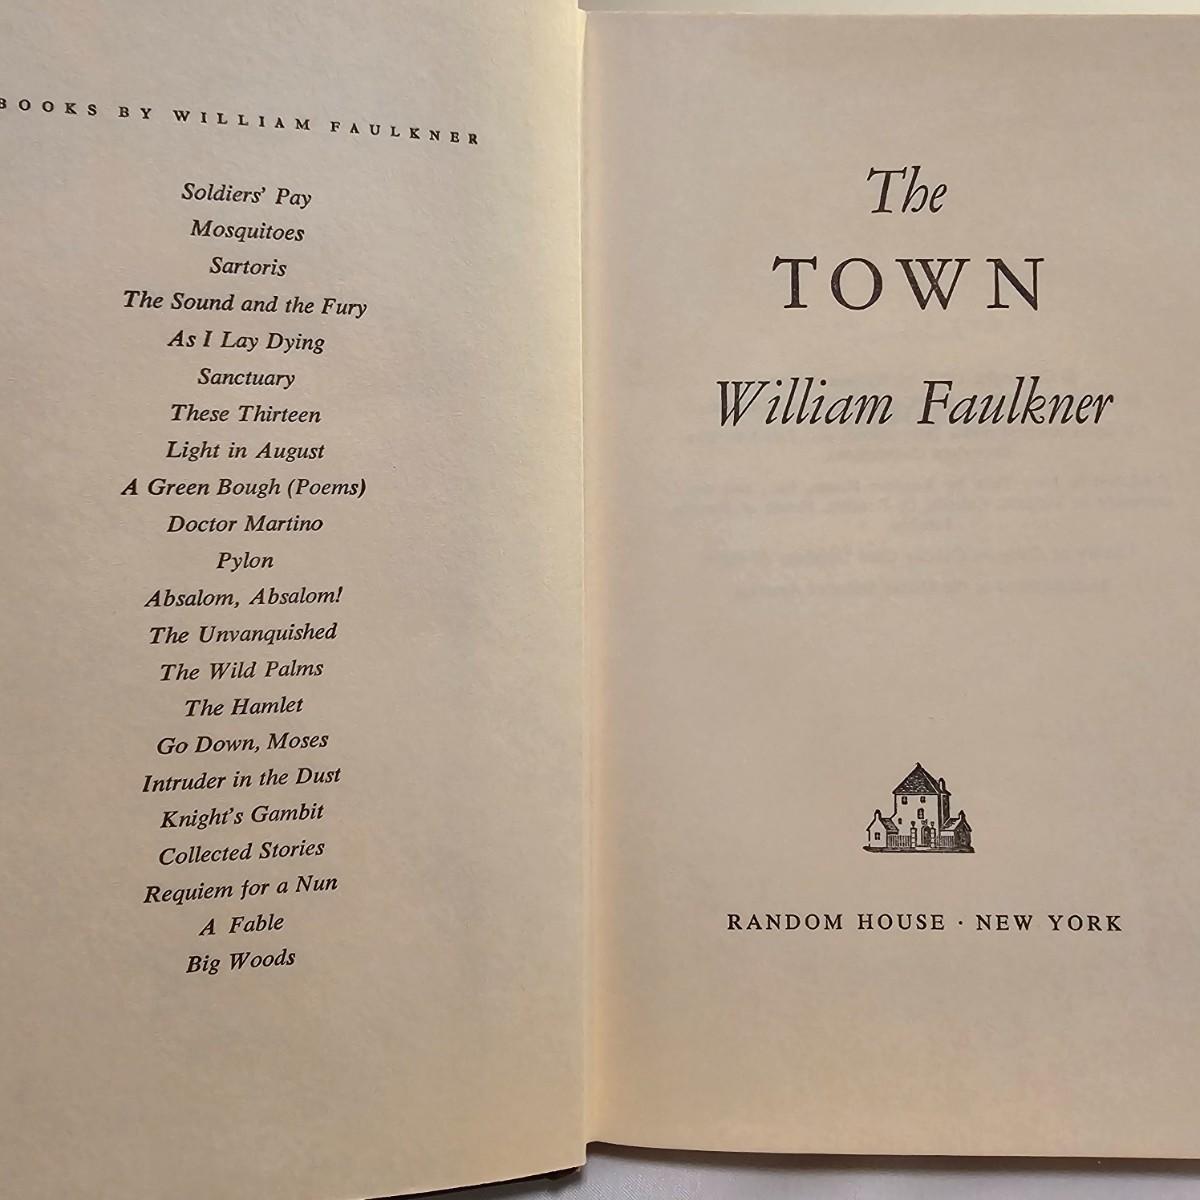 BOOKS BY WILLIAM FAULKNER
Soldiers' Pay
Mosquitoes
Sartoris
The Sound and the Fury
As I Lay Dying
Sanctuary
These Thirteen
Light in August
A Green Bough (Poems)
Doctor Martino
Pylon
Absalom, Absalom!
The Unvanquished
The Wild Palms
The Hamlet
Go Down, Moses
Intruder in the Dust
Knight's Gambit
Collected Stories
Requiem for a Nun
A Fable
Big Woods
The
TOWN
William Faulkner
RANDOM HOUSE · NEW YORK